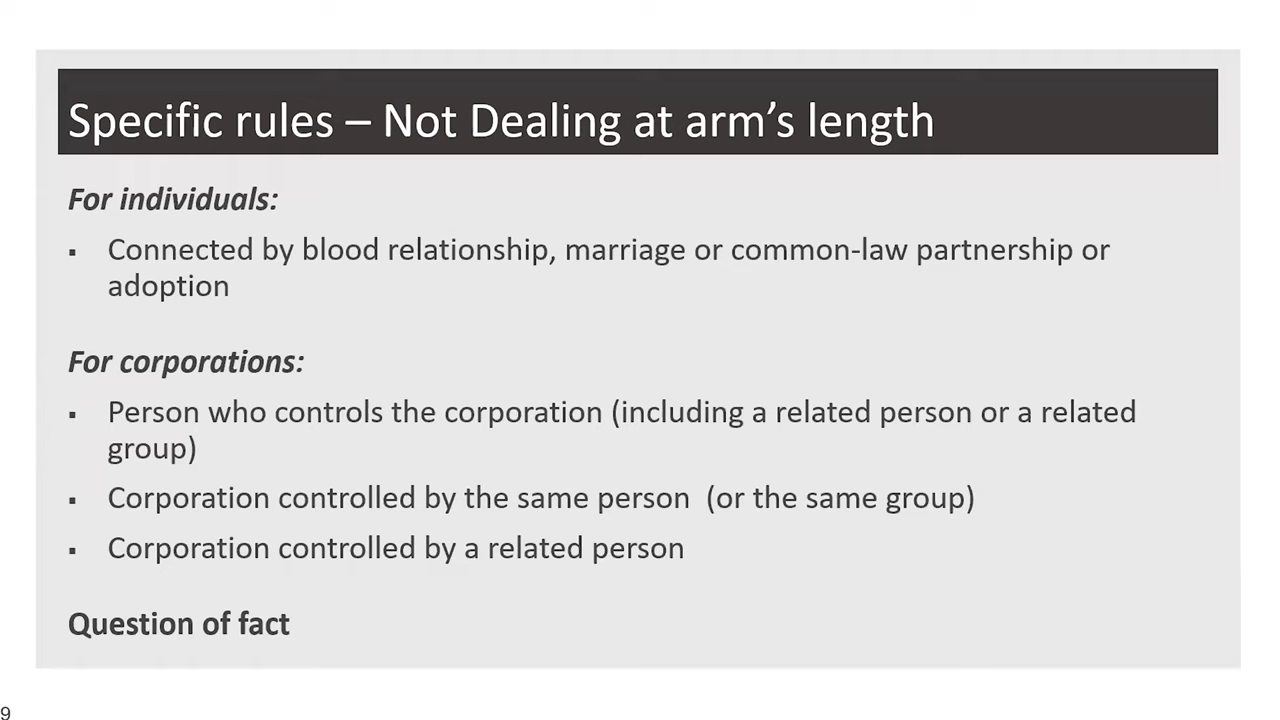 Specific rules – Not Dealing at arm’s length
For individuals:
▪ Connected by blood relationship, marriage or common-law partnership or
adoption
For corporations:
▪ Person who controls the corporation (including a related person or a related
group)
▪ Corporation controlled by the same person  (or the same group)
▪ Corporation controlled by a related person
Question of fact
9